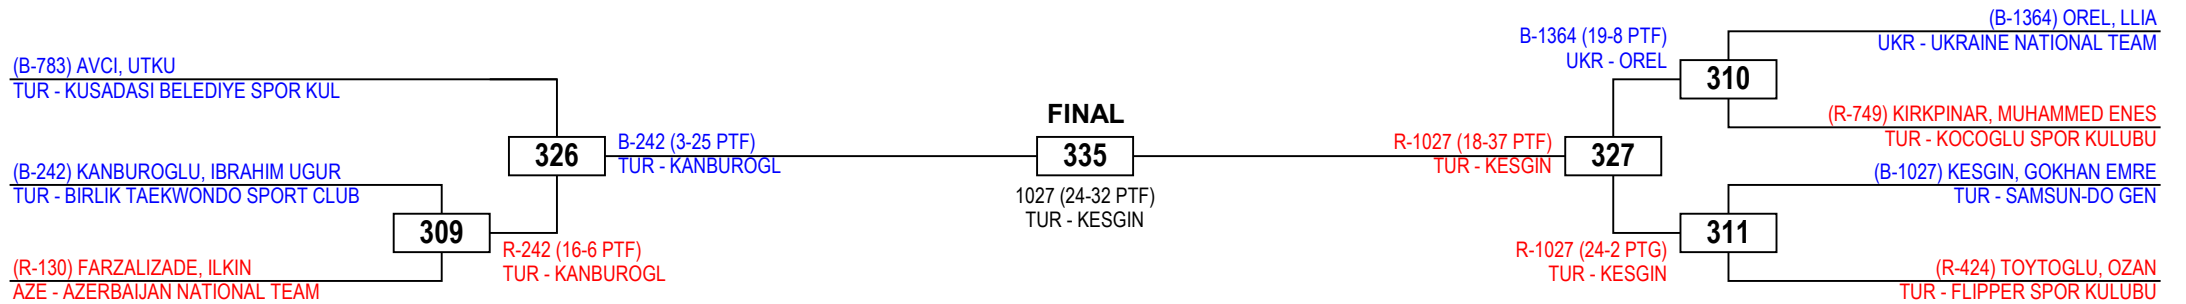 (B-783) AVCI, UTKU
TUR - KUSADASI BELEDIYE SPOR KUL
(B-242) KANBUROGLU, IBRAHIM UGUR
TUR - BIRLIK TAEKWONDO SPORT CLUB
309
(R-130) FARZALIZADE, ILKIN
AZE - AZERBAIJAN NATIONAL TEAM
326
R-242 (16-6 PTF)
TUR - KANBUROGL
B-242 (3-25 PTF)
TUR - KANBUROGL
FINAL
335
1027 (24-32 PTF)
TUR - KESGIN
R-1027 (18-37 PTF)
TUR - KESGIN
327
B-1364 (19-8 PTF)
UKR - OREL
R-1027 (24-2 PTG)
TUR - KESGIN
(B-1364) OREL, LLIA
UKR - UKRAINE NATIONAL TEAM
310
(R-749) KIRKPINAR, MUHAMMED ENES
TUR - KOCOGLU SPOR KULUBU
(B-1027) KESGIN, GOKHAN EMRE
TUR - SAMSUN-DO GEN
311
(R-424) TOYTOGLU, OZAN
TUR - FLIPPER SPOR KULUBU